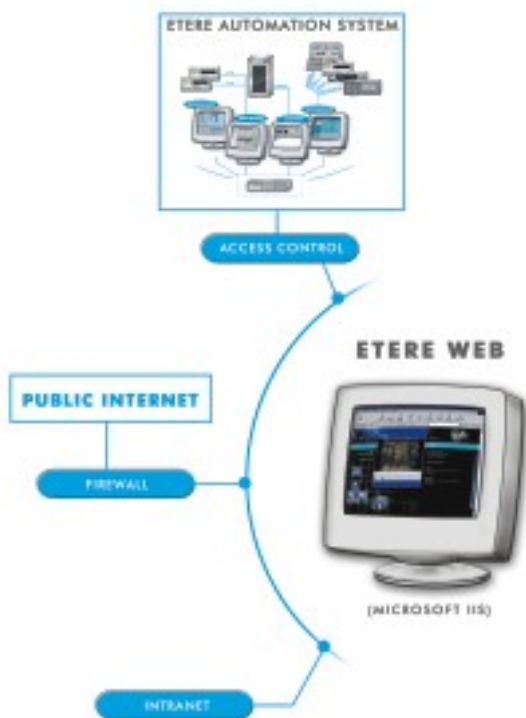 ETERE AUTOMATION SYSTEM
ACCESS CONTROL
ETERE WEB
PUBLIC INTERNET
FIREWALL
(MICROSOFT IIS)
INTRANET